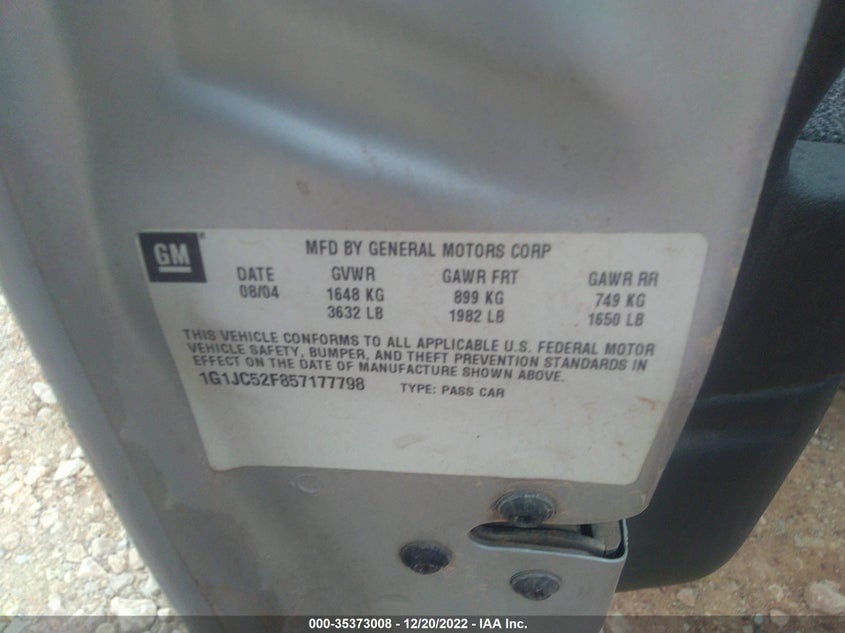 GM
MFD BY GENERAL MOTORS CORP
DATE GVWR GAWR FRT GAWR RR
08/04 1648 KG 899 KG 749 KG
3632 LB 1982 LB 1650 LB
THIS VEHICLE CONFORMS TO ALL APPLICABLE U.S. FEDERAL MOTOR
VEHICLE SAFETY, BUMPER, AND THEFT PREVENTION STANDARDS IN
EFFECT ON THE DATE OF MANUFACTURE SHOWN ABOVE.
1G1JC52F857177798 TYPE: PASS CAR
000-35373008 - 12/20/2022 - IAA Inc.